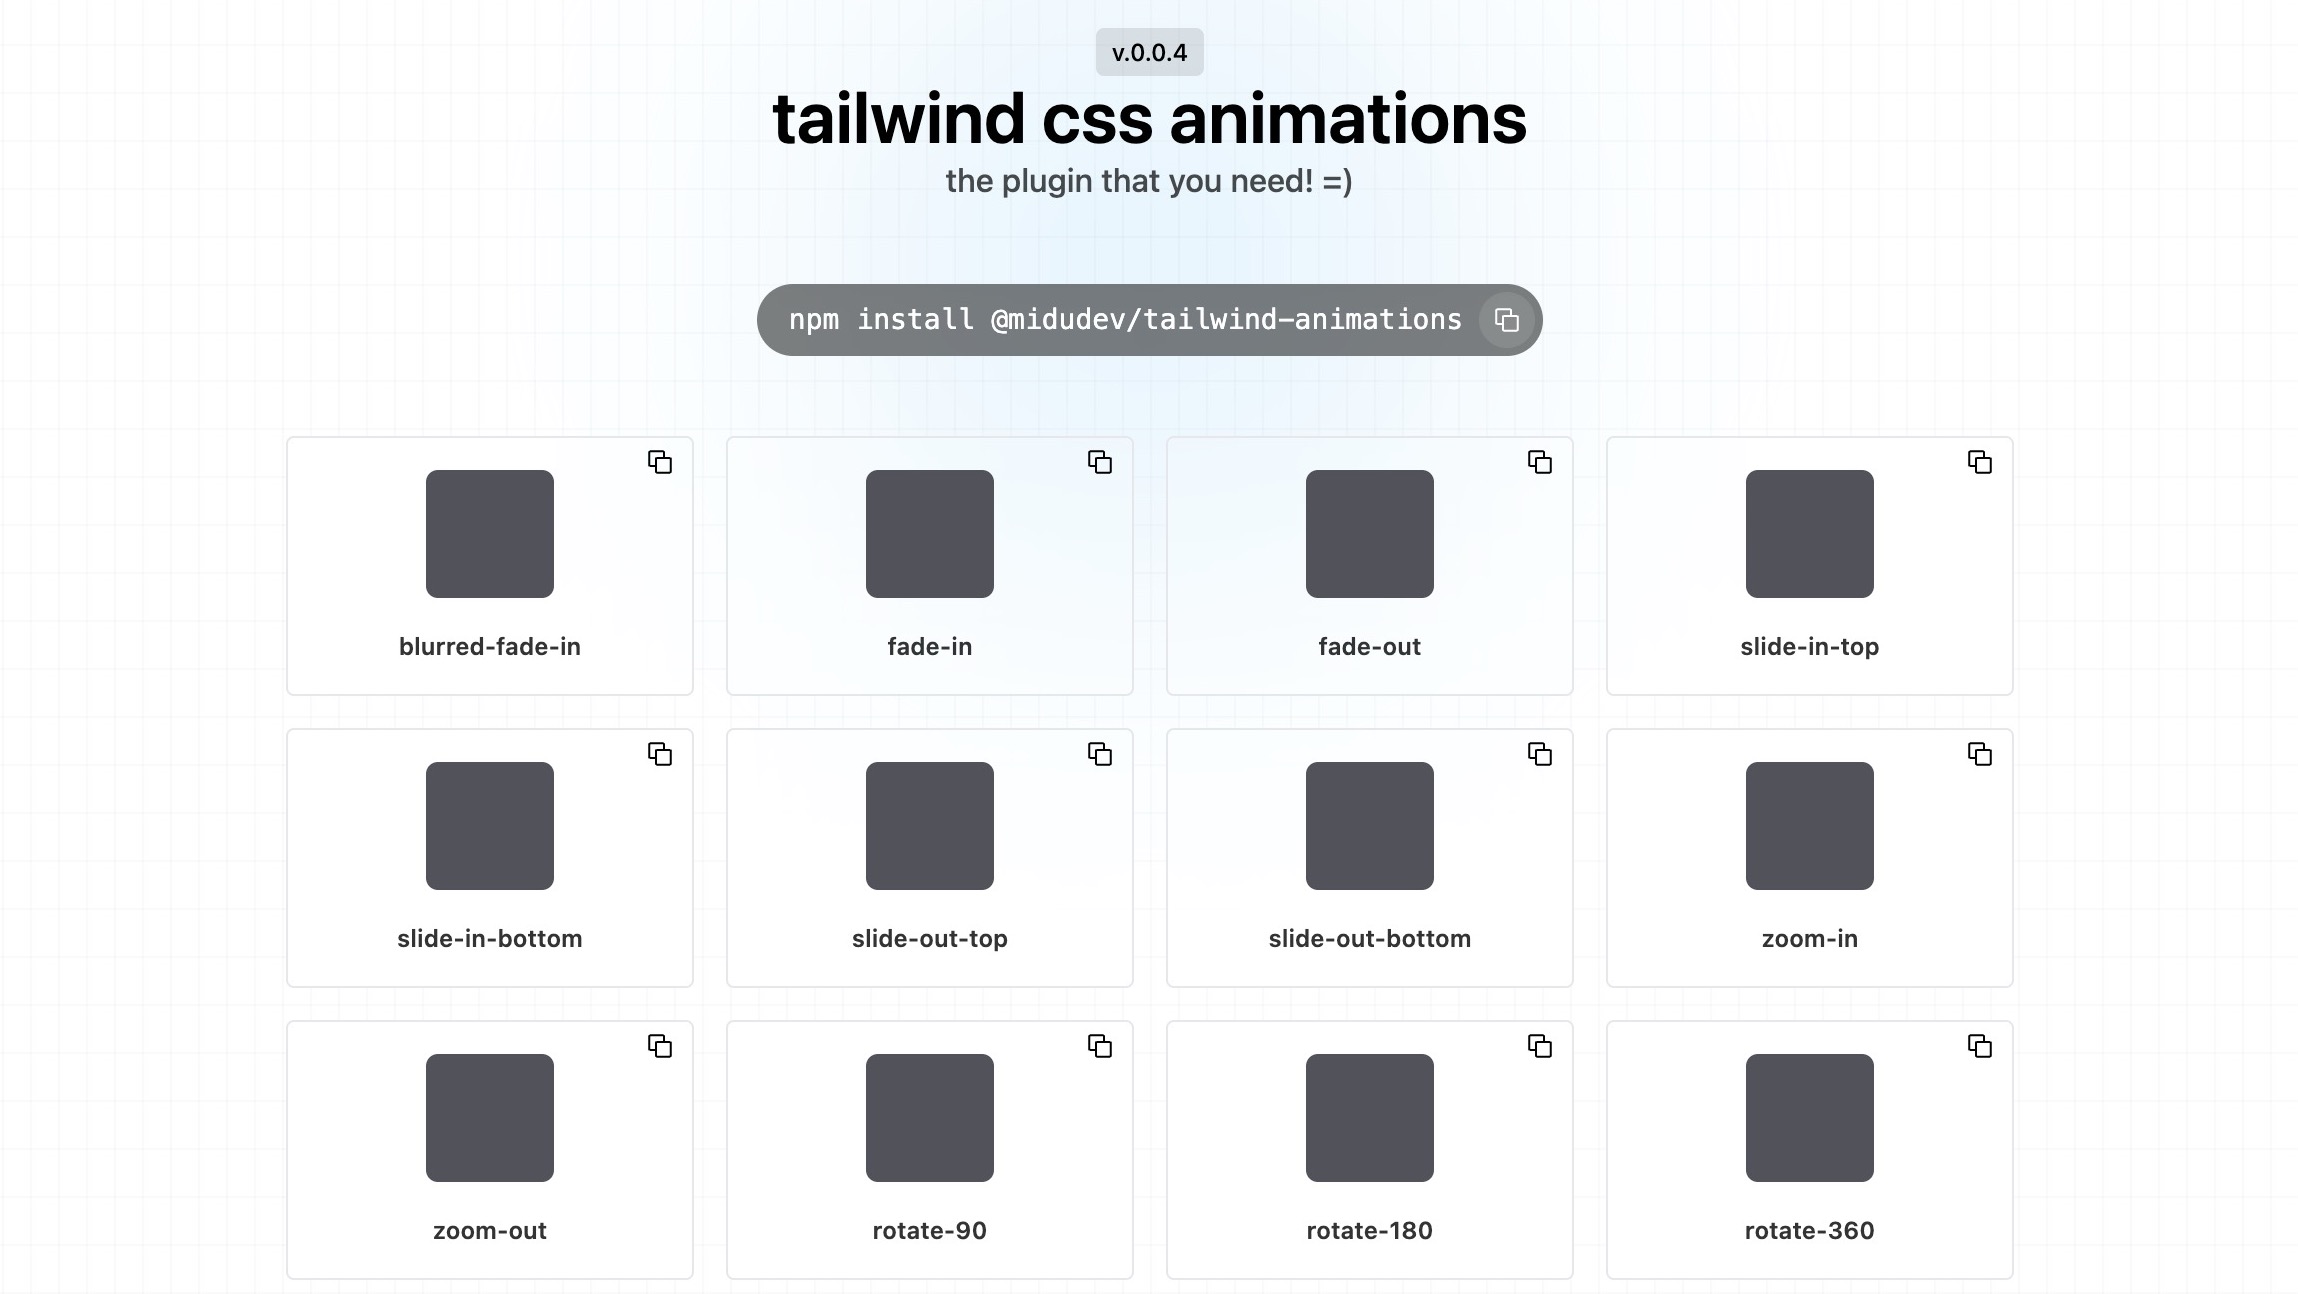 v.0.0.4
tailwind css animations
the plugin that you need! =)
npm install @midudev/tailwind-animations
blurred-fade-in
fade-in
fade-out
slide-in-top
slide-in-bottom
slide-out-top
slide-out-bottom
zoom-in
zoom-out
rotate-90
rotate-180
rotate-360